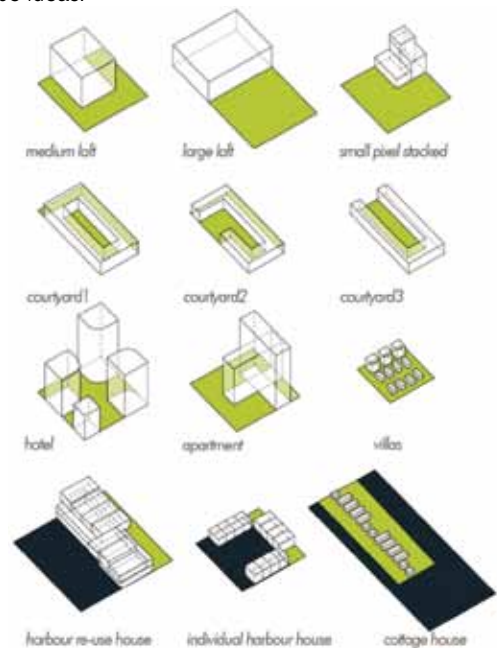 medium loft large loft small pixel stacked
courtyard1 courtyard2 courtyard3
hotel apartment villas
harbour re-use house individual harbour house cottage house